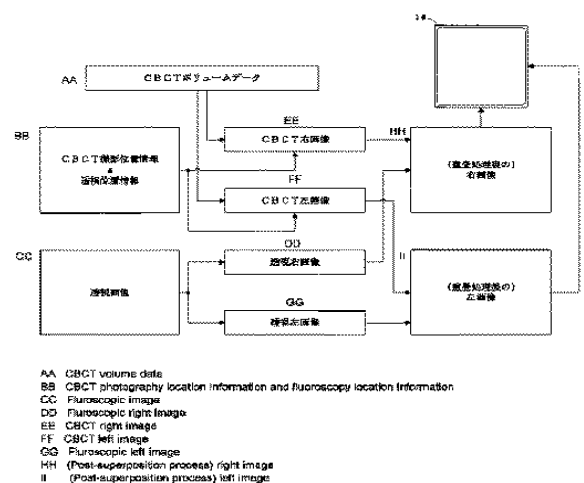 AA
CBCTボリュームデータ
EE
BB
CBCT撮影位置情報
&
透視位置情報
CBCT右画像
HH
(重畳処理後の)
右画像
FF
CBCT左画像
DD
CC
透視画像
透視右画像
II
(重畳処理後の)
左画像
GG
透視左画像
AA CBCT volume data
BB CBCT photography location information and fluoroscopy location information
CC Fluroscopic image
DD Fluroscopic right image
EE CBCT right image
FF CBCT left image
GG Fluroscopic left image
HH (Post-superposition process) right image
II (Post-superposition process) left image